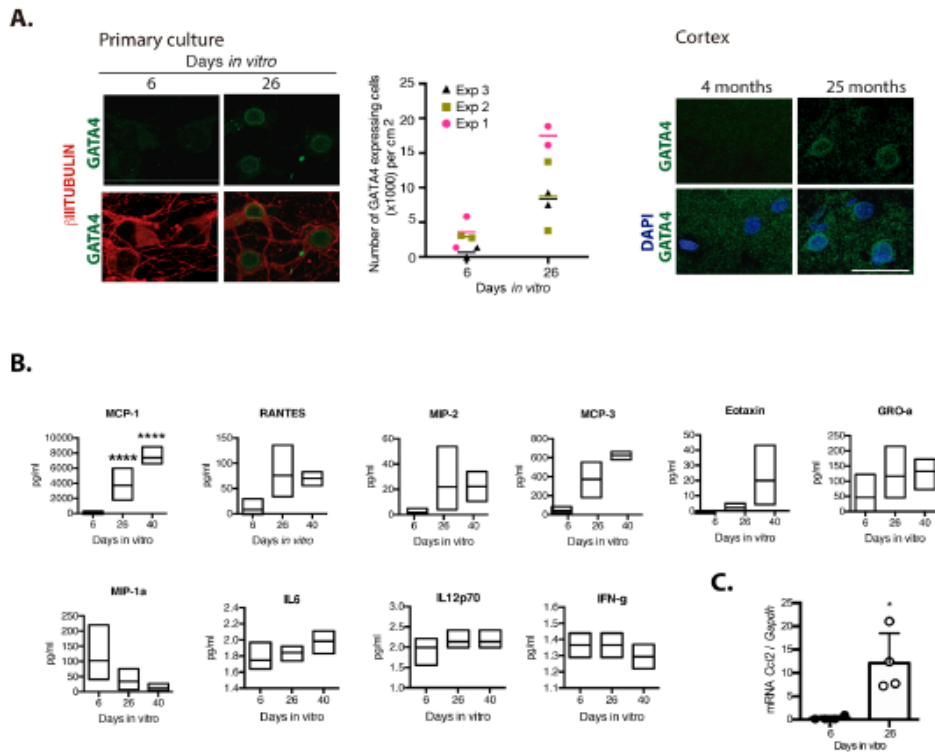 A.
Primary culture
Days in vitro
6 26
GATA4
βIIITUBULIN
GATA4
Number of GATA4 expressing cells
(x1000) per cm 2
25
20
15
10
5
0
Exp 3
Exp 2
Exp 1
6 26
Days in vitro
Cortex
4 months 25 months
GATA4
DAPI
GATA4
B.
MCP-1
pg/ml
10000
8000
6000
4000
2000
0
****
****
6 26 40
Days in vitro
RANTES
pg/ml
150
100
50
0
6 26 40
Days in vitro
MIP-2
pg/ml
60
40
20
0
6 26 40
Days in vitro
MCP-3
pg/ml
800
600
400
200
0
6 26 40
Days in vitro
Eotaxin
pg/ml
50
40
30
20
10
0
6 26 40
Days in vitro
GRO-a
pg/ml
250
200
150
100
50
0
6 26 40
Days in vitro
MIP-1a
pg/ml
250
200
150
100
50
0
6 26 40
Days in vitro
IL6
pg/ml
2.4
2.2
2.0
1.8
1.6
1.4
6 26 40
Days in vitro
IL12p70
pg/ml
3.0
2.5
2.0
1.5
1.0
6 26 40
Days in vitro
IFN-g
pg/ml
1.6
1.5
1.4
1.3
1.2
1.1
6 26 40
Days in vitro
C.
mRNA Ccl2 / Gapdh
25
20
15
10
5
0
*
6 26
Days in vitro